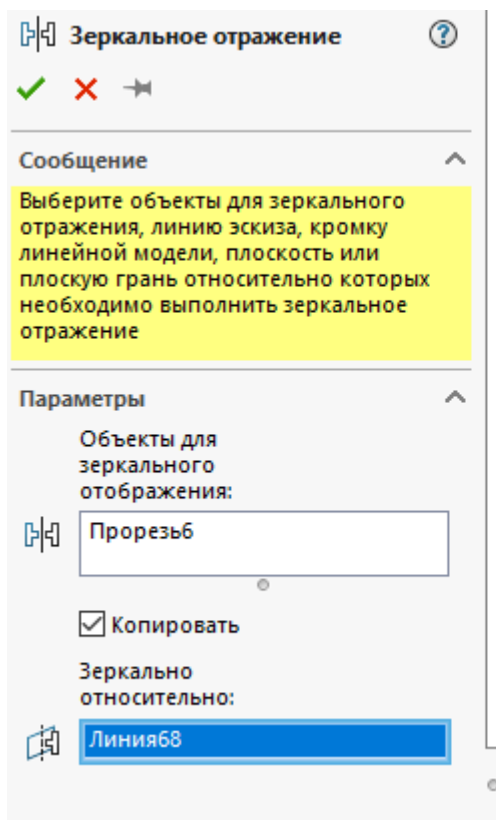 Зеркальное отражение
Сообщение
Выберите объекты для зеркального
отражения, линию эскиза, кромку
линейной модели, плоскость или
плоскую грань относительно которых
необходимо выполнить зеркальное
отражение
Параметры
Объекты для
зеркального
отображения:
Прорезь6
Копировать
Зеркально
относительно:
Линия68